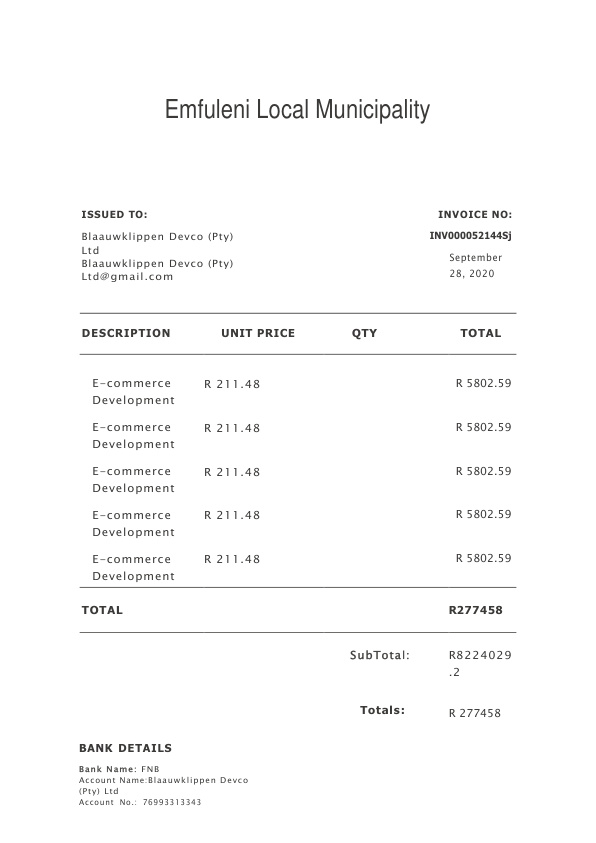 Emfuleni Local Municipality
ISSUED TO:
INVOICE NO:
Blaauwklippen Devco (Pty)
Ltd
INV000052144Sj
Blaauwklippen Devco (Pty)
Ltd@gmail.com
September
28, 2020
DESCRIPTION UNIT PRICE QTY TOTAL
E-commerce R 211.48 R 5802.59
Development
E-commerce R 211.48 R 5802.59
Development
E-commerce R 211.48 R 5802.59
Development
E-commerce R 211.48 R 5802.59
Development
E-commerce R 211.48 R 5802.59
Development
TOTAL R277458
SubTotal: R8224029
.2
Totals: R 277458
BANK DETAILS
Bank Name: FNB
Account Name:Blaauwklippen Devco
(Pty) Ltd
Account No.: 76993313343